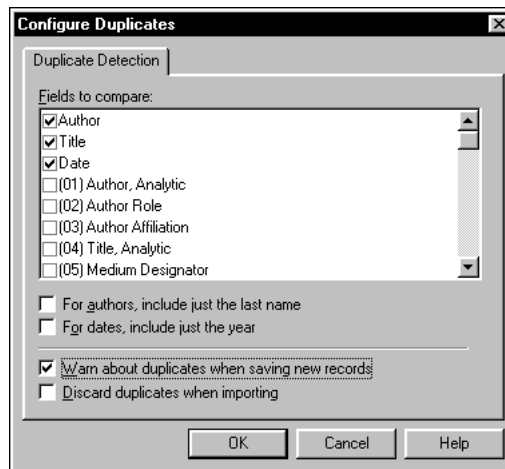 Configure Duplicates
Duplicate Detection
Fields to compare:
Author
Title
Date
(01) Author, Analytic
(02) Author Role
(03) Author Affiliation
(04) Title, Analytic
(05) Medium Designator
For authors, include just the last name
For dates, include just the year
Warn about duplicates when saving new records
Discard duplicates when importing
OK Cancel Help